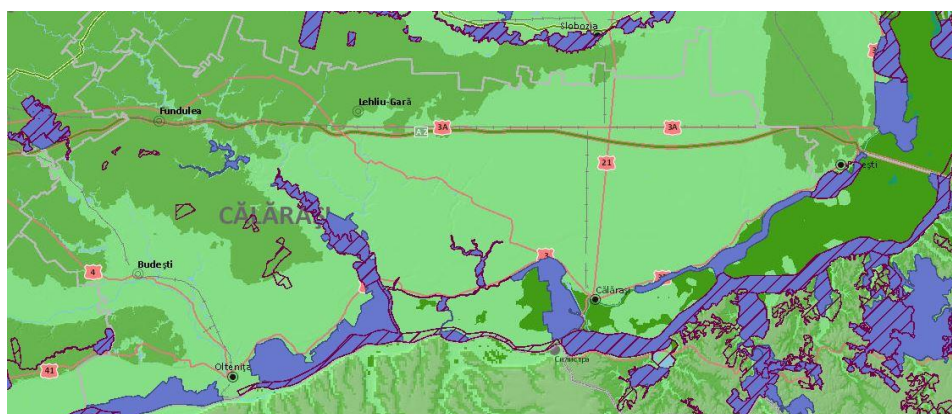 Slobozia
Lehliu-Gară
Fundulea
A2
3A
3A
21
CĂLĂRAȘI
Budești
4
3
Călărași
Силистра
Oltenița
41